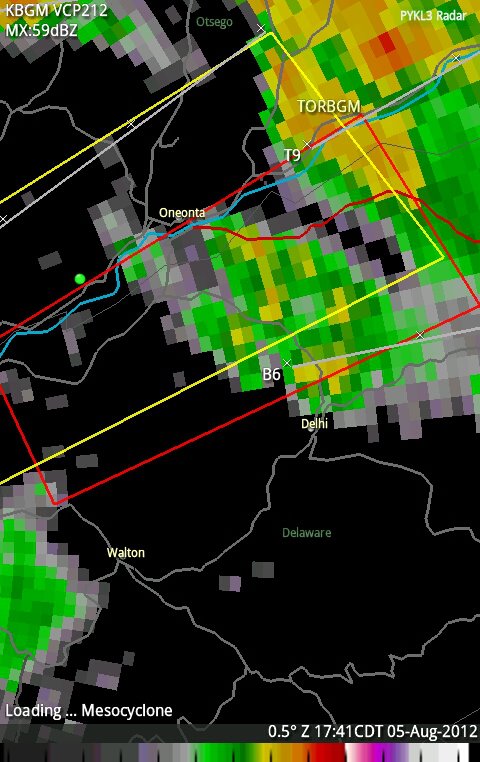 KBGM VCP212
MX:59dBZ
Otsego
PYKL3 Radar
TORBGM
T9
Oneonta
B6
Delhi
Delaware
Walton
Loading ... Mesocyclone
0.5° Z 17:41CDT 05-Aug-2012